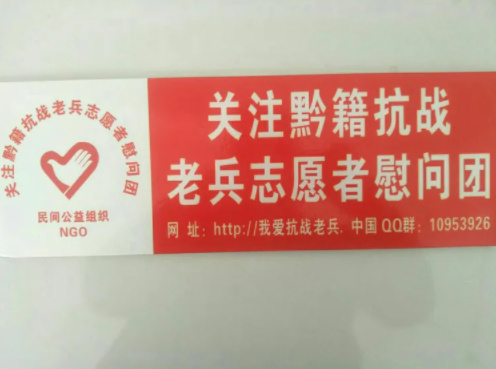 关注黔籍抗战老兵志愿者慰问团
民间公益组织
NGO
关注黔籍抗战
老兵志愿者慰问团
网 址：http://我爱抗战老兵. 中国 QQ群：10953926